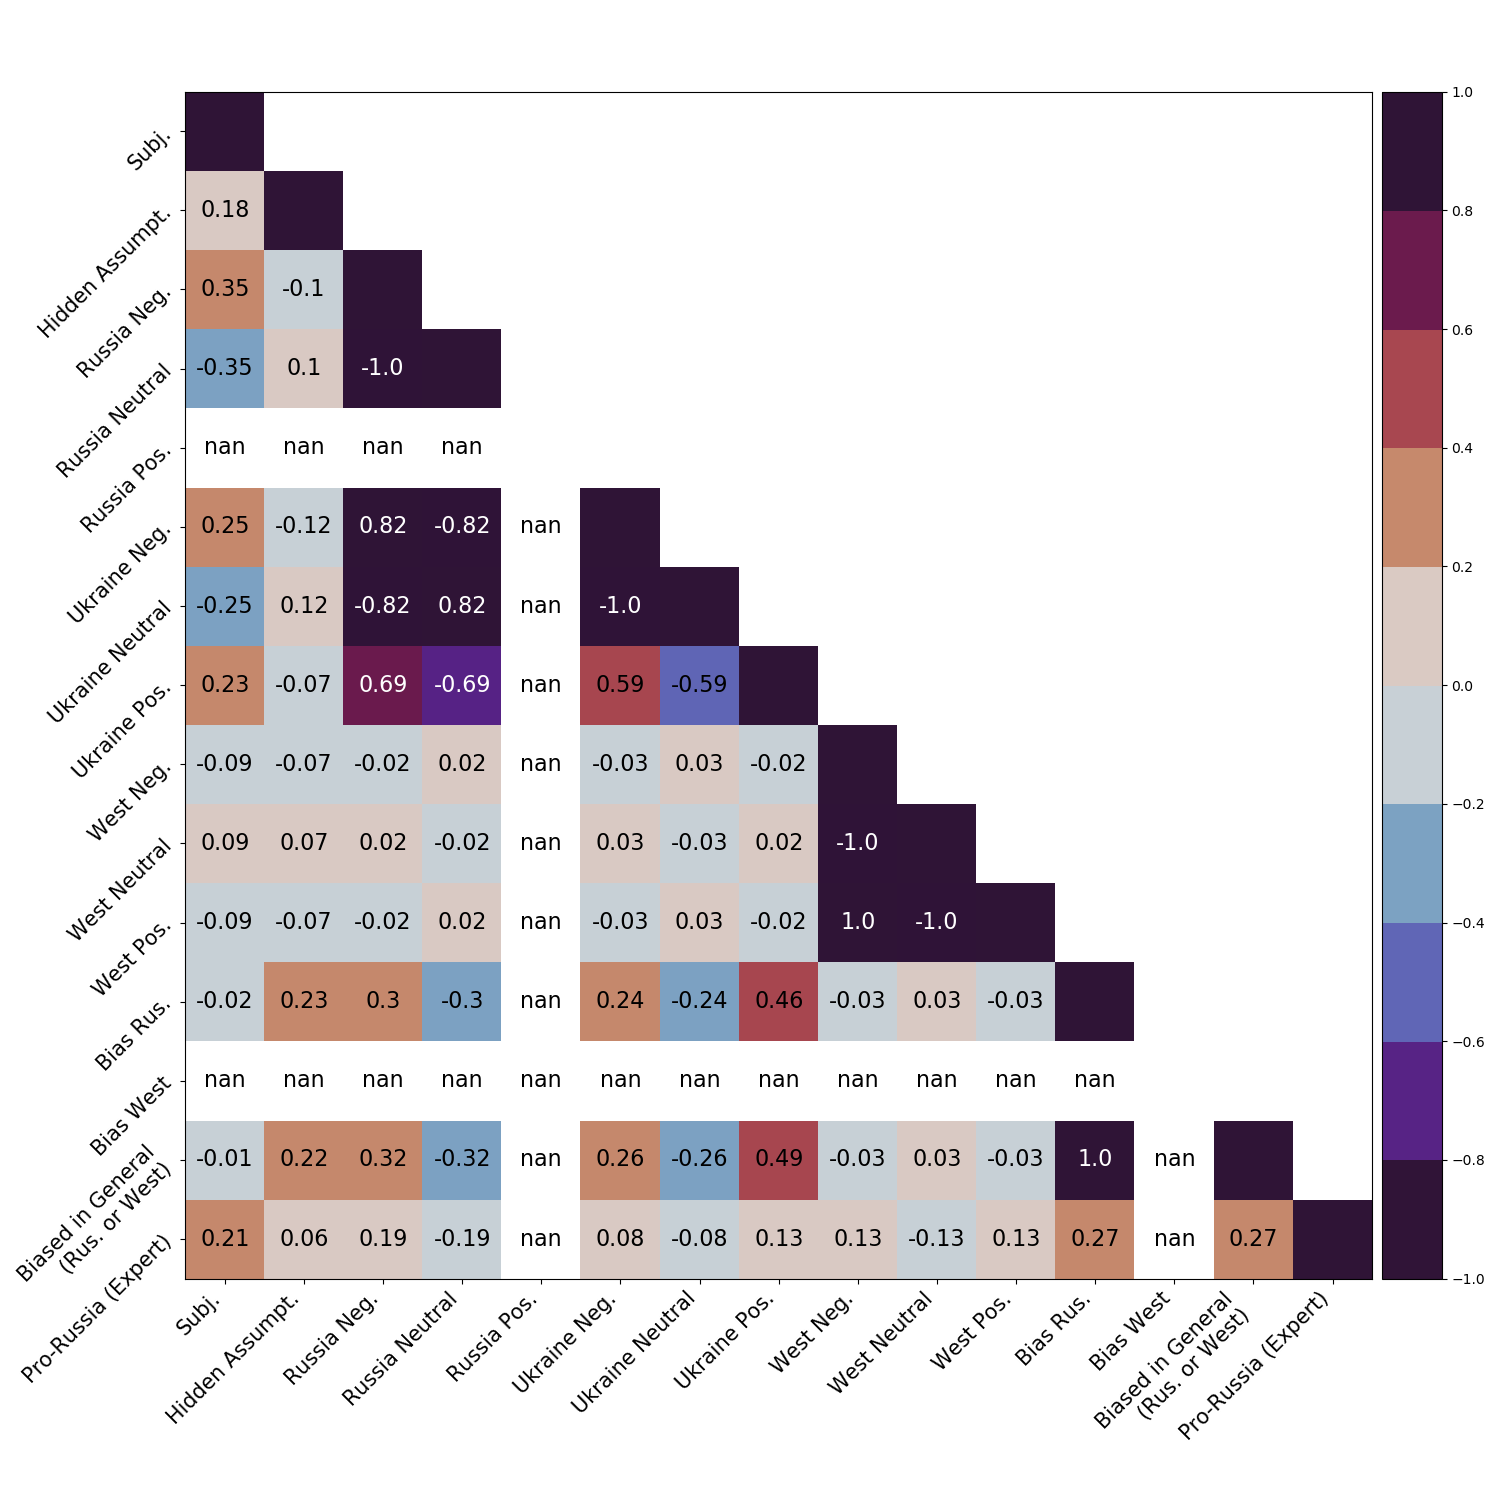 1.0
Subj.
Hidden Assumpt. 0.18 0.8
Russia Neg. 0.35 -0.1
Russia Neutral -0.35 0.1 -1.0 0.6
Russia Pos. nan nan nan nan 0.4
Ukraine Neg. 0.25 -0.12 0.82 -0.82 nan
0.2
Ukraine Neutral -0.25 0.12 -0.82 0.82 nan -1.0
Ukraine Pos. 0.23 -0.07 0.69 -0.69 nan 0.59 -0.59 0.0
West Neg. -0.09 -0.07 -0.02 0.02 nan -0.03 0.03 -0.02
−0.2
West Neutral 0.09 0.07 0.02 -0.02 nan 0.03 -0.03 0.02 -1.0
West Pos. -0.09 -0.07 -0.02 0.02 nan -0.03 0.03 -0.02 1.0 -1.0 −0.4
Bias Rus. -0.02 0.23 0.3 -0.3 nan 0.24 -0.24 0.46 -0.03 0.03 -0.03
−0.6
Bias West nan nan nan nan nan nan nan nan nan nan nan nan
Biased in General
(Rus. or West) -0.01 0.22 0.32 -0.32 nan 0.26 -0.26 0.49 -0.03 0.03 -0.03 1.0 nan −0.8
Pro-Russia (Expert) 0.21 0.06 0.19 -0.19 nan 0.08 -0.08 0.13 0.13 -0.13 0.13 0.27 nan 0.27
−1.0
Subj.
Hidden Assumpt.
Russia Neg.
Russia Neutral
Russia Pos.
Ukraine Neg.
Ukraine Neutral
Ukraine Pos.
West Neg.
West Neutral
West Pos.
Bias Rus.
Bias West
Biased in General
(Rus. or West)
Pro-Russia (Expert)